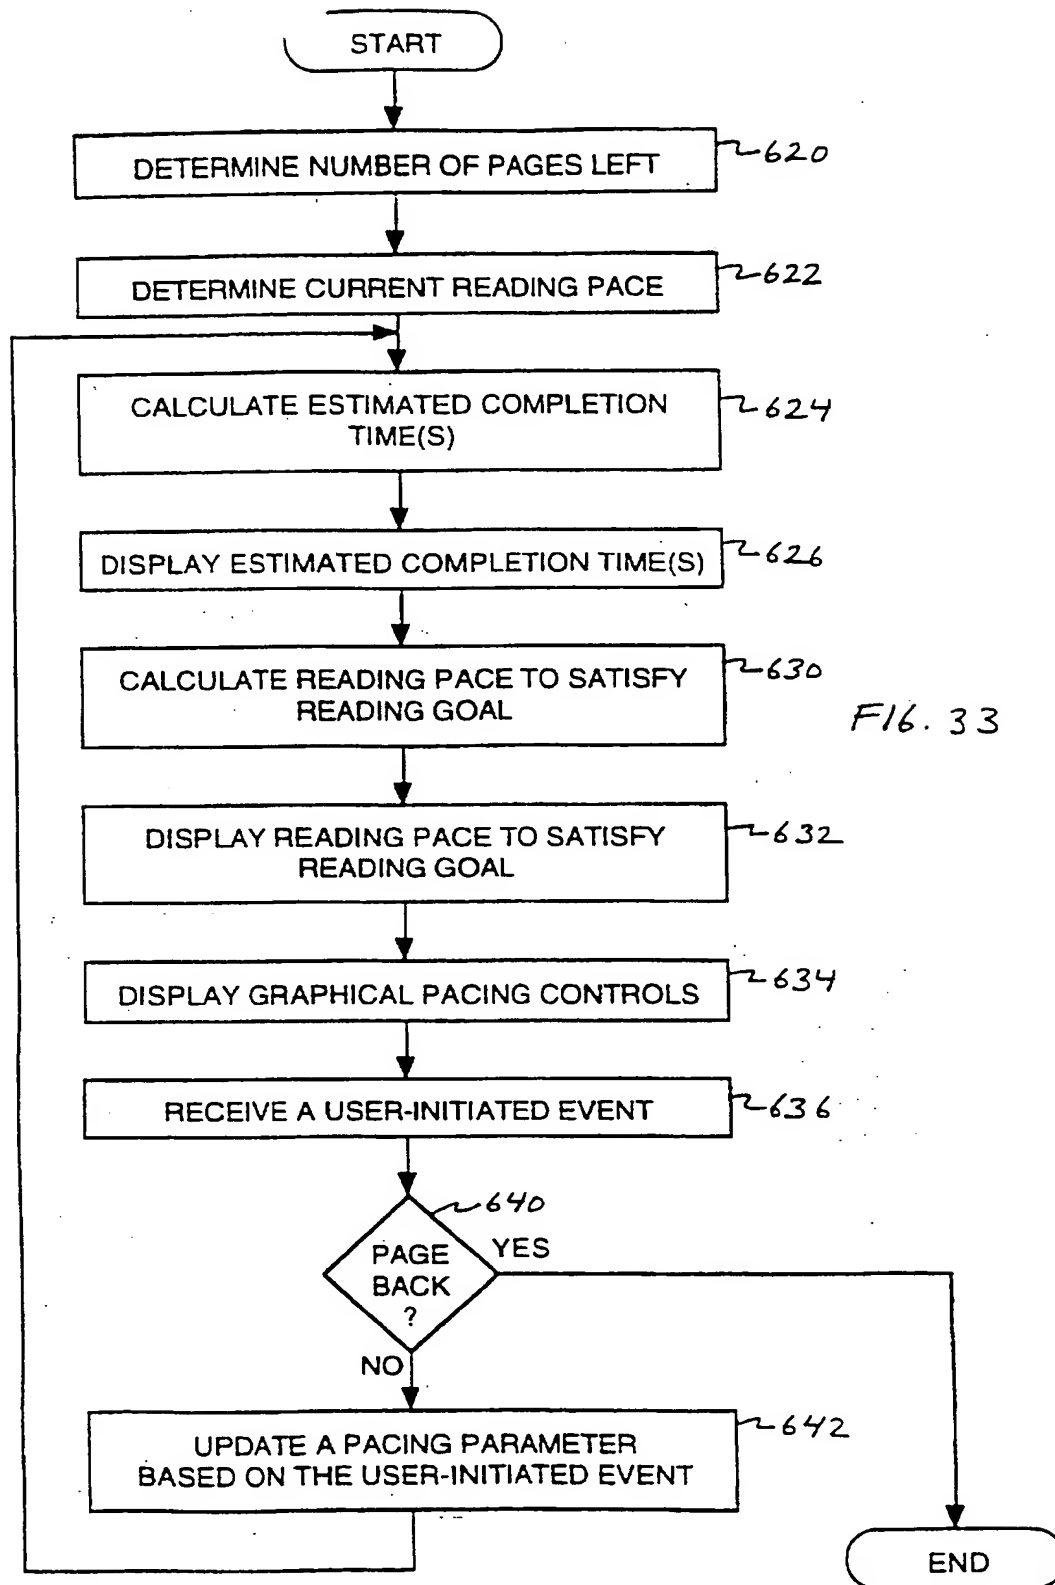 START
DETERMINE NUMBER OF PAGES LEFT
620
DETERMINE CURRENT READING PACE
622
CALCULATE ESTIMATED COMPLETION
TIME(S)
624
DISPLAY ESTIMATED COMPLETION TIME(S)
626
CALCULATE READING PACE TO SATISFY
READING GOAL
630
FIG. 33
DISPLAY READING PACE TO SATISFY
READING GOAL
632
DISPLAY GRAPHICAL PACING CONTROLS
634
RECEIVE A USER-INITIATED EVENT
636
640
PAGE
BACK
?
YES
NO
UPDATE A PACING PARAMETER
BASED ON THE USER-INITIATED EVENT
642
END